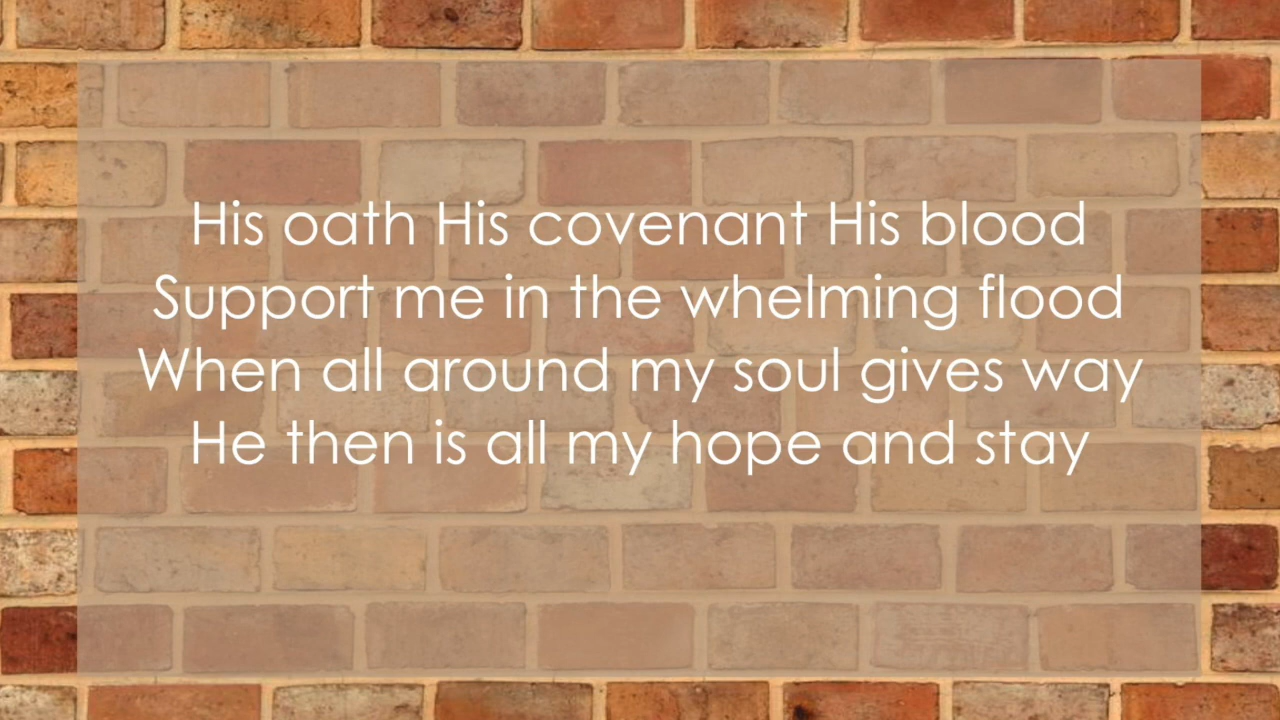 His oath His covenant His blood
Support me in the whelming flood
When all around my soul gives way
He then is all my hope and stay